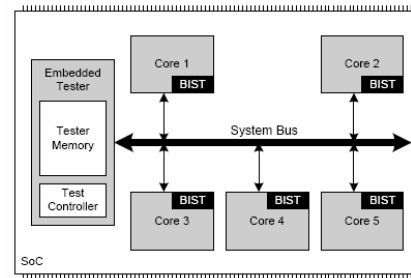 Embedded
Tester
Tester
Memory
Test
Controller
Core 1
BIST
Core 2
BIST
System Bus
BIST
Core 3
BIST
Core 4
BIST
Core 5
SoC